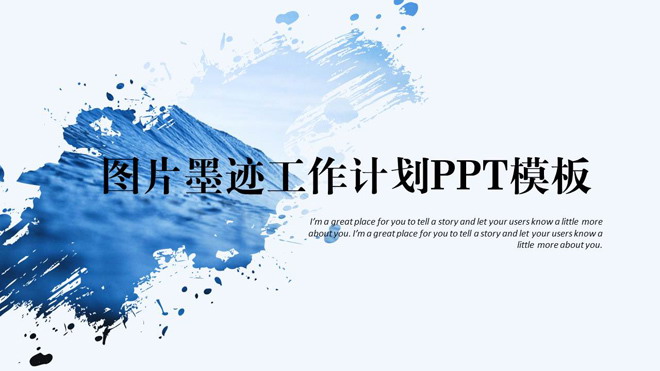 图片墨迹工作计划PPT模板
I'm a great place for you to tell a story and let your users know a little more
about you. I'm a great place for you to tell a story and let your users know a
little more about you.